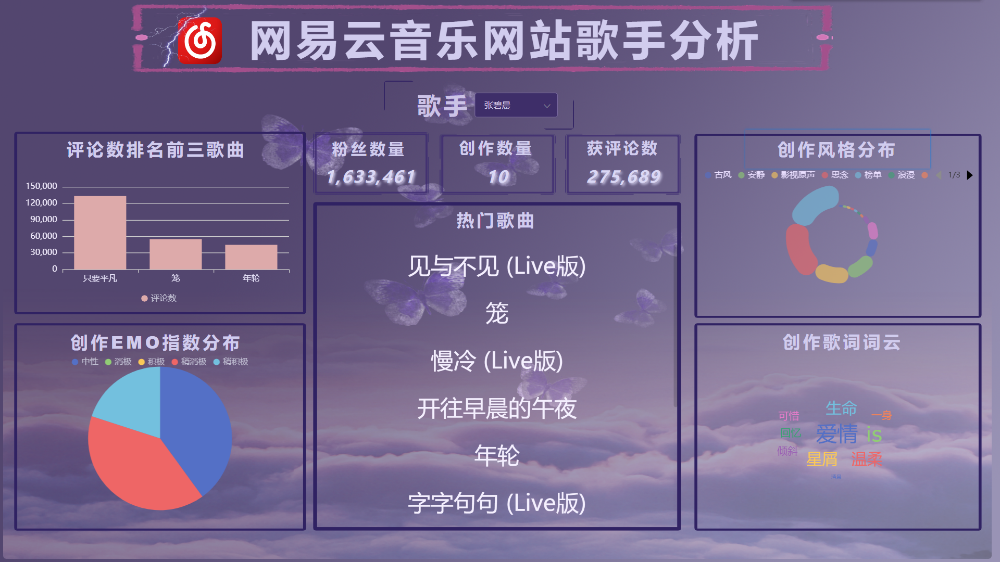 网易云音乐网站歌手分析
歌手
张碧晨
评论数排名前三歌曲
150,000
120,000
90,000
60,000
30,000
0
只要平凡
笼
年轮
评论数
粉丝数量
1,633,461
创作数量
10
获评论数
275,689
创作风格分布
古风 安静 影视原声 思念 榜单 浪漫 1/3
热门歌曲
见与不见 (Live版)
笼
慢冷 (Live版)
开往早晨的午夜
年轮
字字句句 (Live版)
创作EMO指数分布
中性 消极 积极 稍消极 稍积极
创作歌词词云
生命
可惜
一身
回忆
爱情
is
倾斜
星屑
温柔